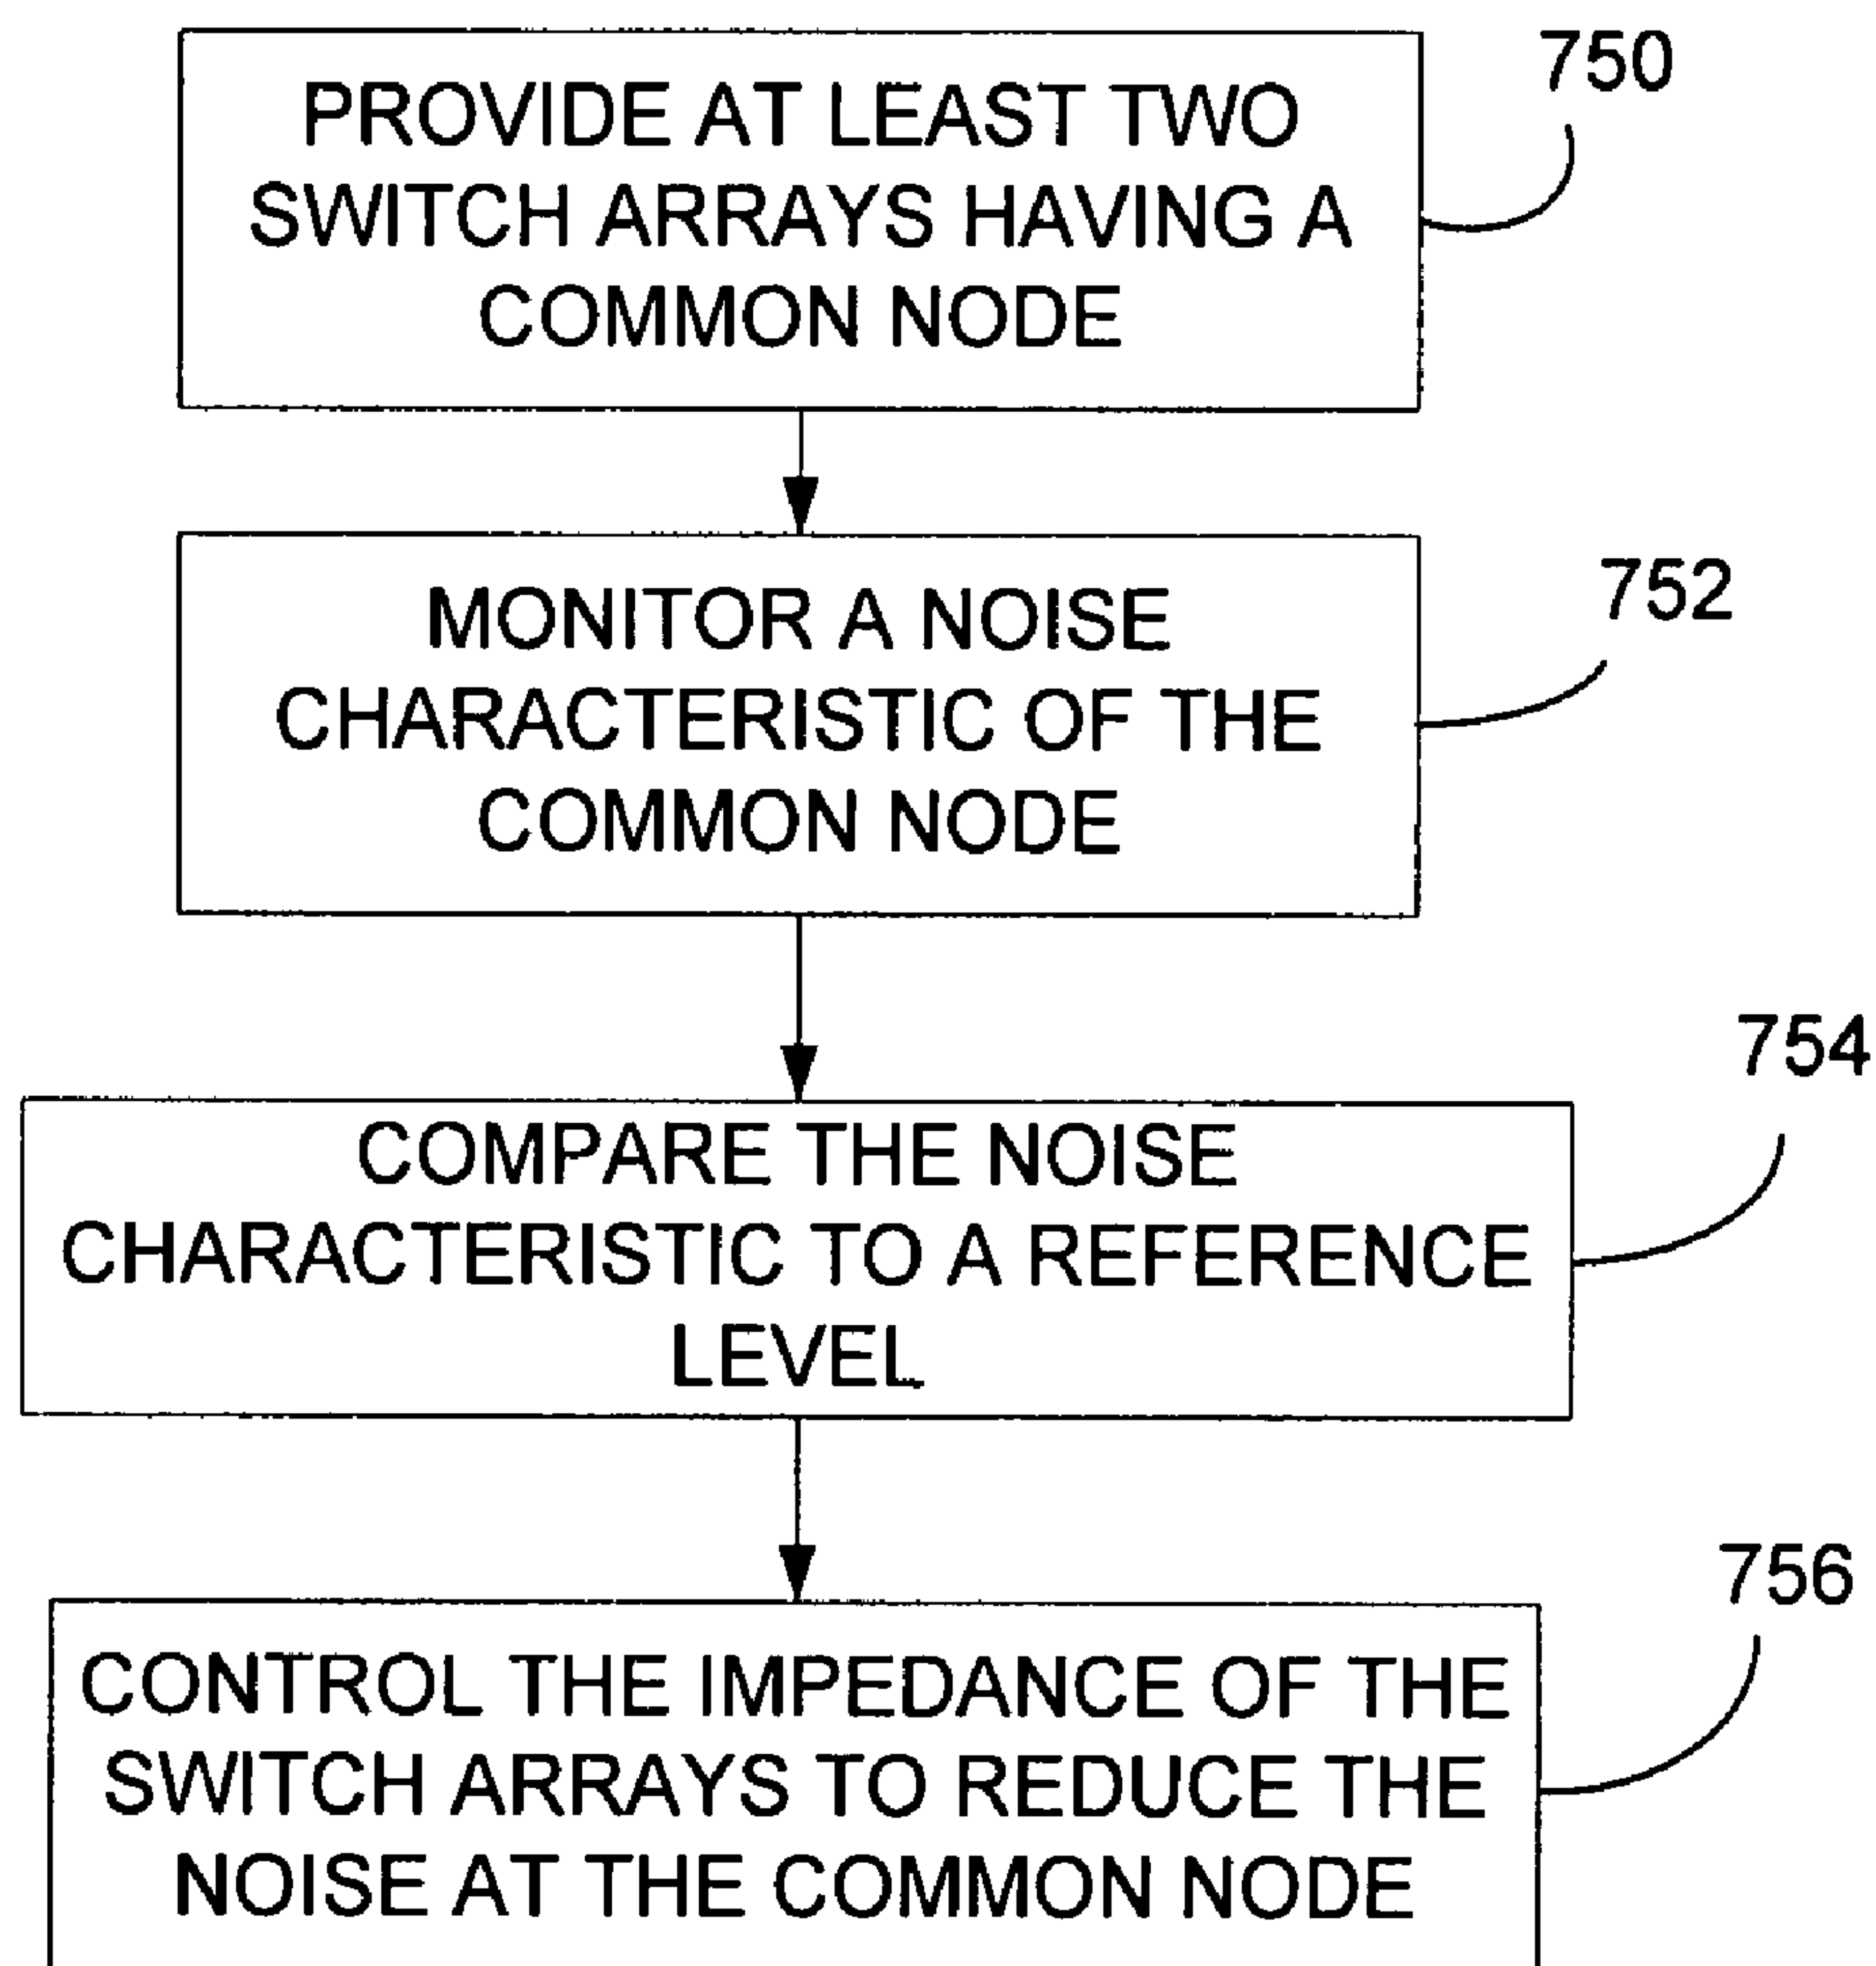 PROVIDE AT LEAST TWO
SWITCH ARRAYS HAVING A
COMMON NODE
750
MONITOR A NOISE
CHARACTERISTIC OF THE
COMMON NODE
752
COMPARE THE NOISE
CHARACTERISTIC TO A REFERENCE
LEVEL
754
CONTROL THE IMPEDANCE OF THE
SWITCH ARRAYS TO REDUCE THE
NOISE AT THE COMMON NODE
756